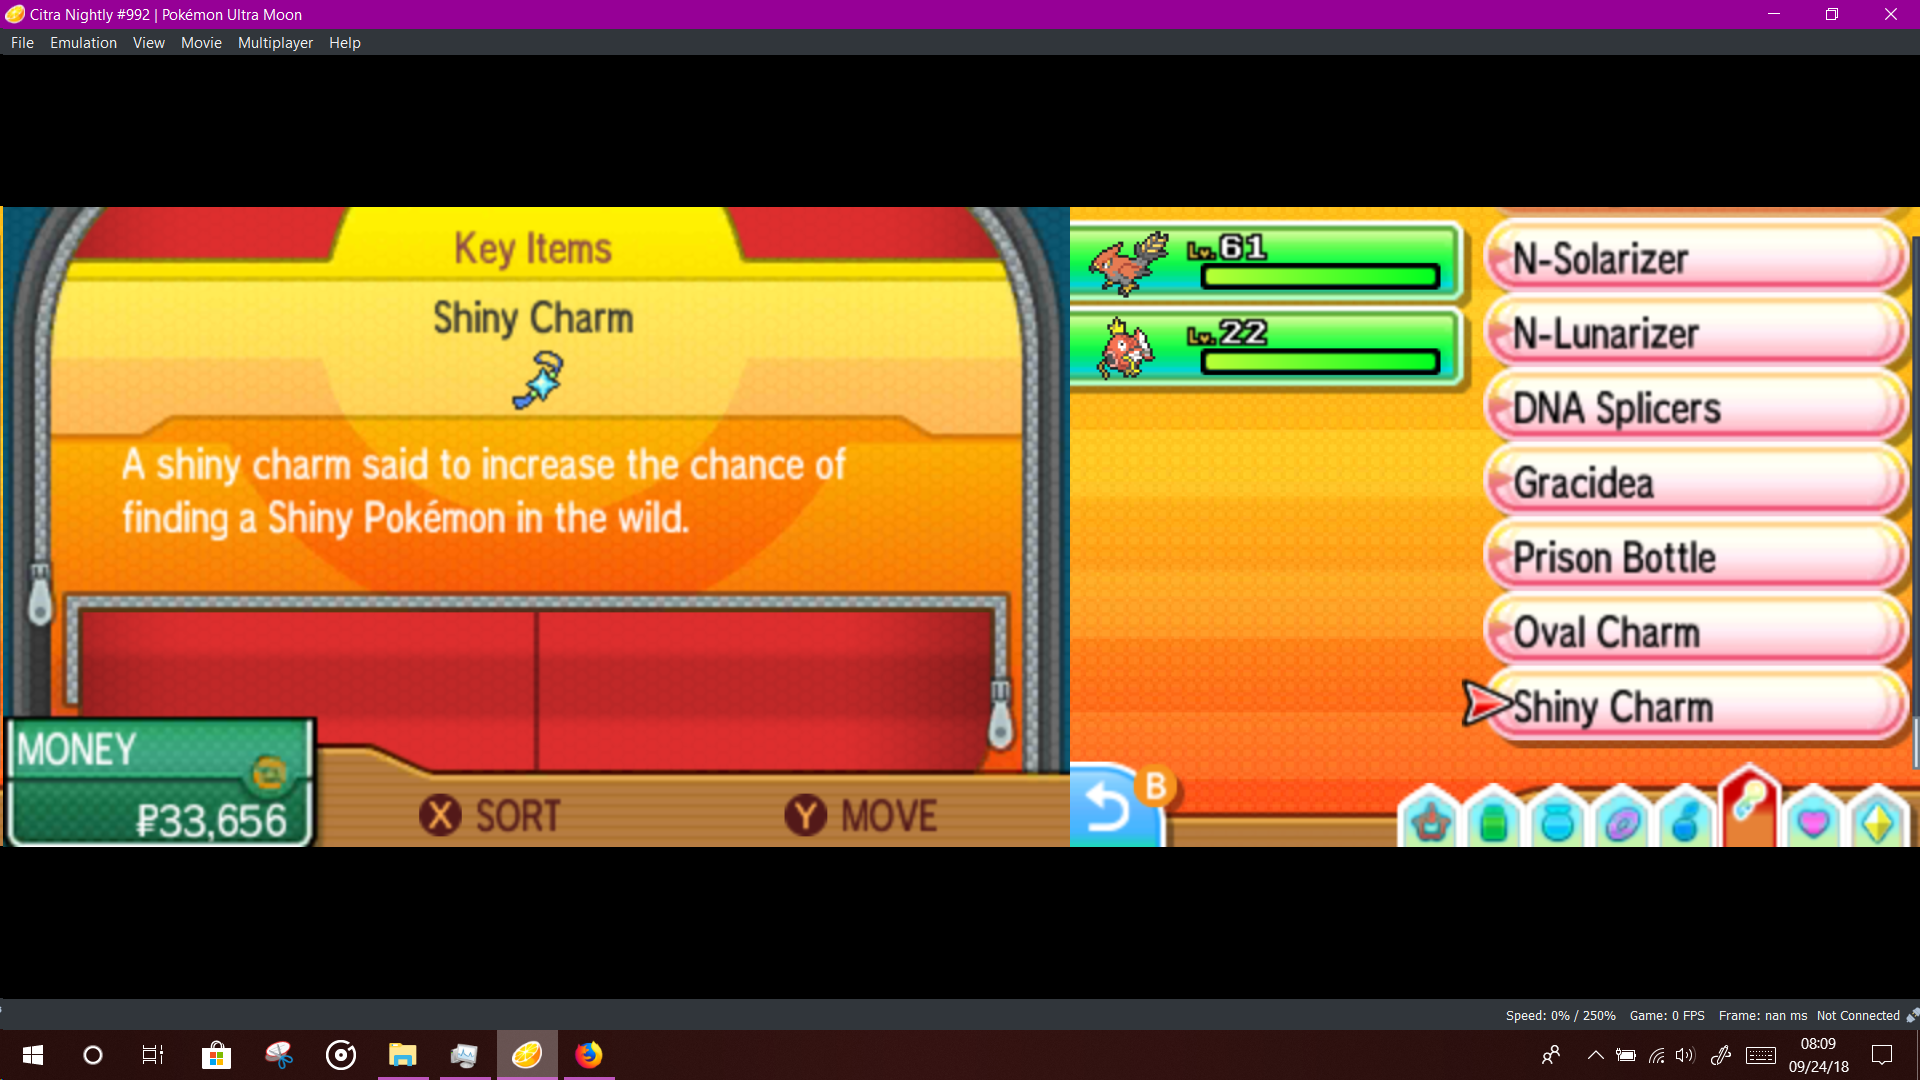 Citra Nightly #992 | Pokémon Ultra Moon
File Emulation View Movie Multiplayer Help
Key Items
Shiny Charm
A shiny charm said to increase the chance of
finding a Shiny Pokémon in the wild.
MONEY
₽33,656
X SORT
Y MOVE
Lv.61
Lv.22
N-Solarizer
N-Lunarizer
DNA Splicers
Gracidea
Prison Bottle
Oval Charm
Shiny Charm
B
Speed: 0% / 250% Game: 0 FPS Frame: nan ms Not Connected
08:09
09/24/18